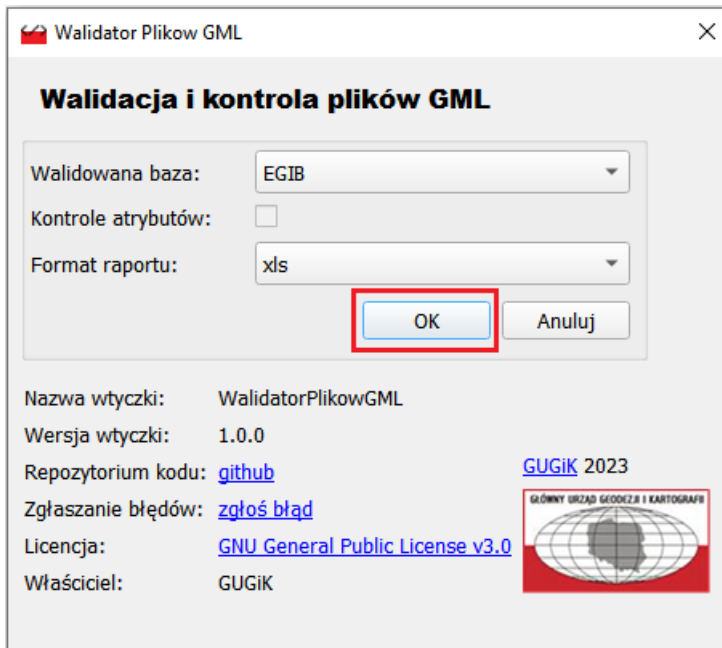 Walidator Plikow GML
Walidacja i kontrola plików GML
Walidowana baza: EGIB
Kontrole atrybutów:
Format raportu: xls
OK Anuluj
Nazwa wtyczki: WalidatorPlikowGML
Wersja wtyczki: 1.0.0
Repozytorium kodu: github
GUGiK 2023
Zgłaszanie błędów: zgłoś błąd
GŁÓWNY URZĄD GEODEZJI I KARTOGRAFII
Licencja: GNU General Public License v3.0
Właściciel: GUGiK